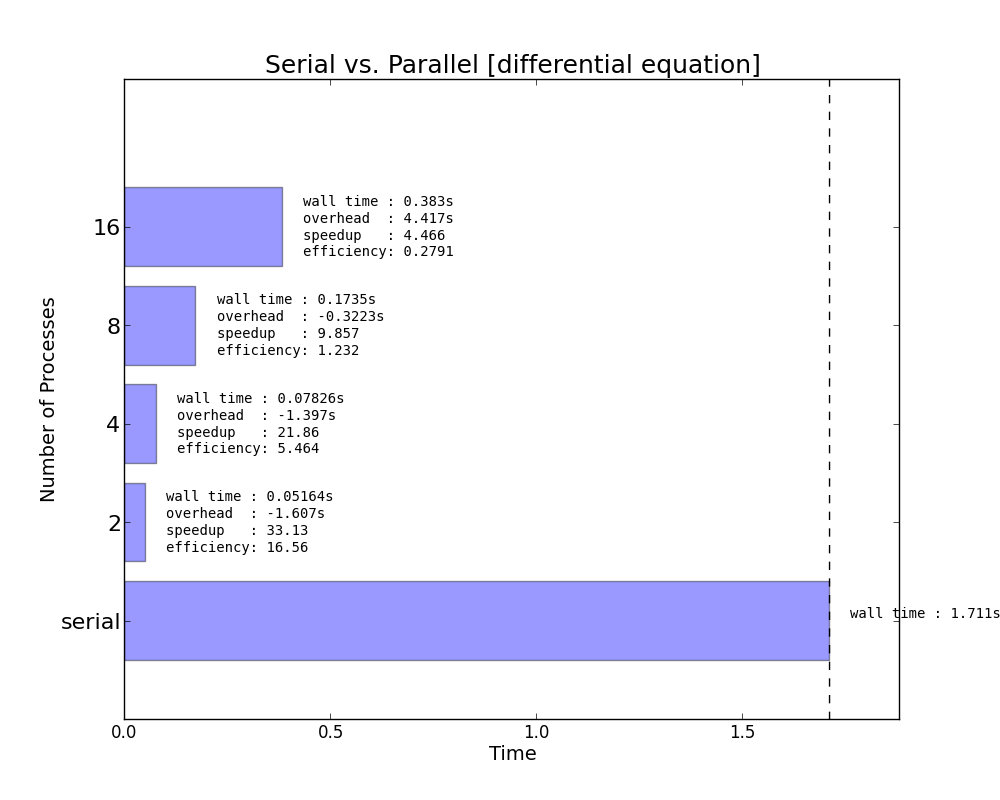 Serial vs. Parallel [differential equation]
Number of Processes
16
wall time : 0.383s
overhead  : 4.417s
speedup   : 4.466
efficiency: 0.2791
8
wall time : 0.1735s
overhead  : -0.3223s
speedup   : 9.857
efficiency: 1.232
4
wall time : 0.07826s
overhead  : -1.397s
speedup   : 21.86
efficiency: 5.464
2
wall time : 0.05164s
overhead  : -1.607s
speedup   : 33.13
efficiency: 16.56
serial
wall time : 1.711s
0.0 0.5 1.0 1.5
Time